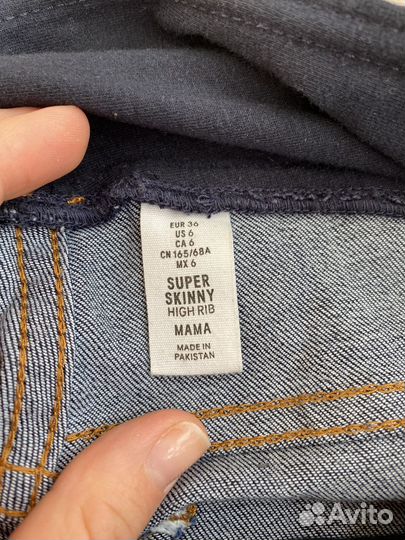 EUR 36
US 6
CA 6
CN 165/68A
MX 6
SUPER
SKINNY
HIGH RIB
MAMA
MADE IN
PAKISTAN
Avito